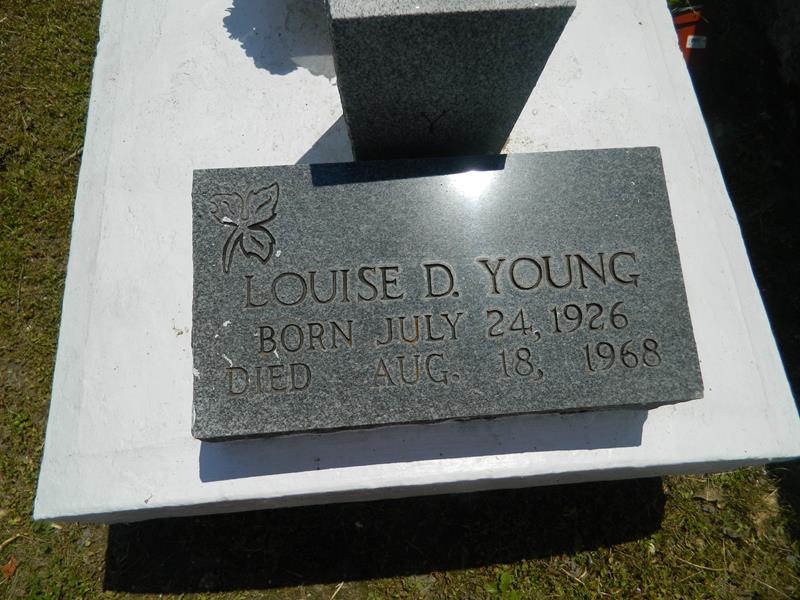 LOUISE D. YOUNG
BORN JULY 24, 1926
DIED AUG. 18, 1968